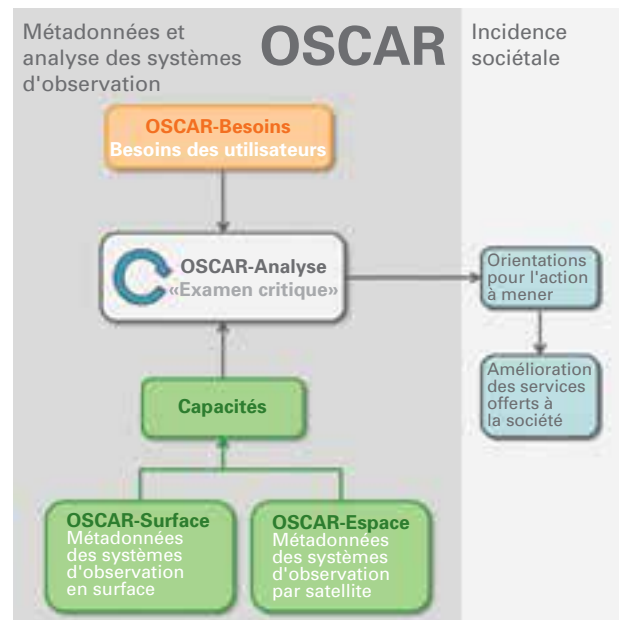 Métadonnées et
analyse des systèmes
d'observation
OSCAR
Incidence
sociétale
OSCAR-Besoins
Besoins des utilisateurs
OSCAR-Analyse
«Examen critique»
Orientations
pour l'action
à mener
Amélioration
des services
offerts à
la société
Capacités
OSCAR-Surface
Métadonnées
des systèmes
d'observation
en surface
OSCAR-Espace
Métadonnées
des systèmes
d'observation
par satellite